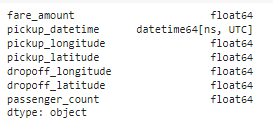 fare_amount float64
pickup_datetime datetime64[ns, UTC]
pickup_longitude float64
pickup_latitude float64
dropoff_longitude float64
dropoff_latitude float64
passenger_count float64
dtype: object